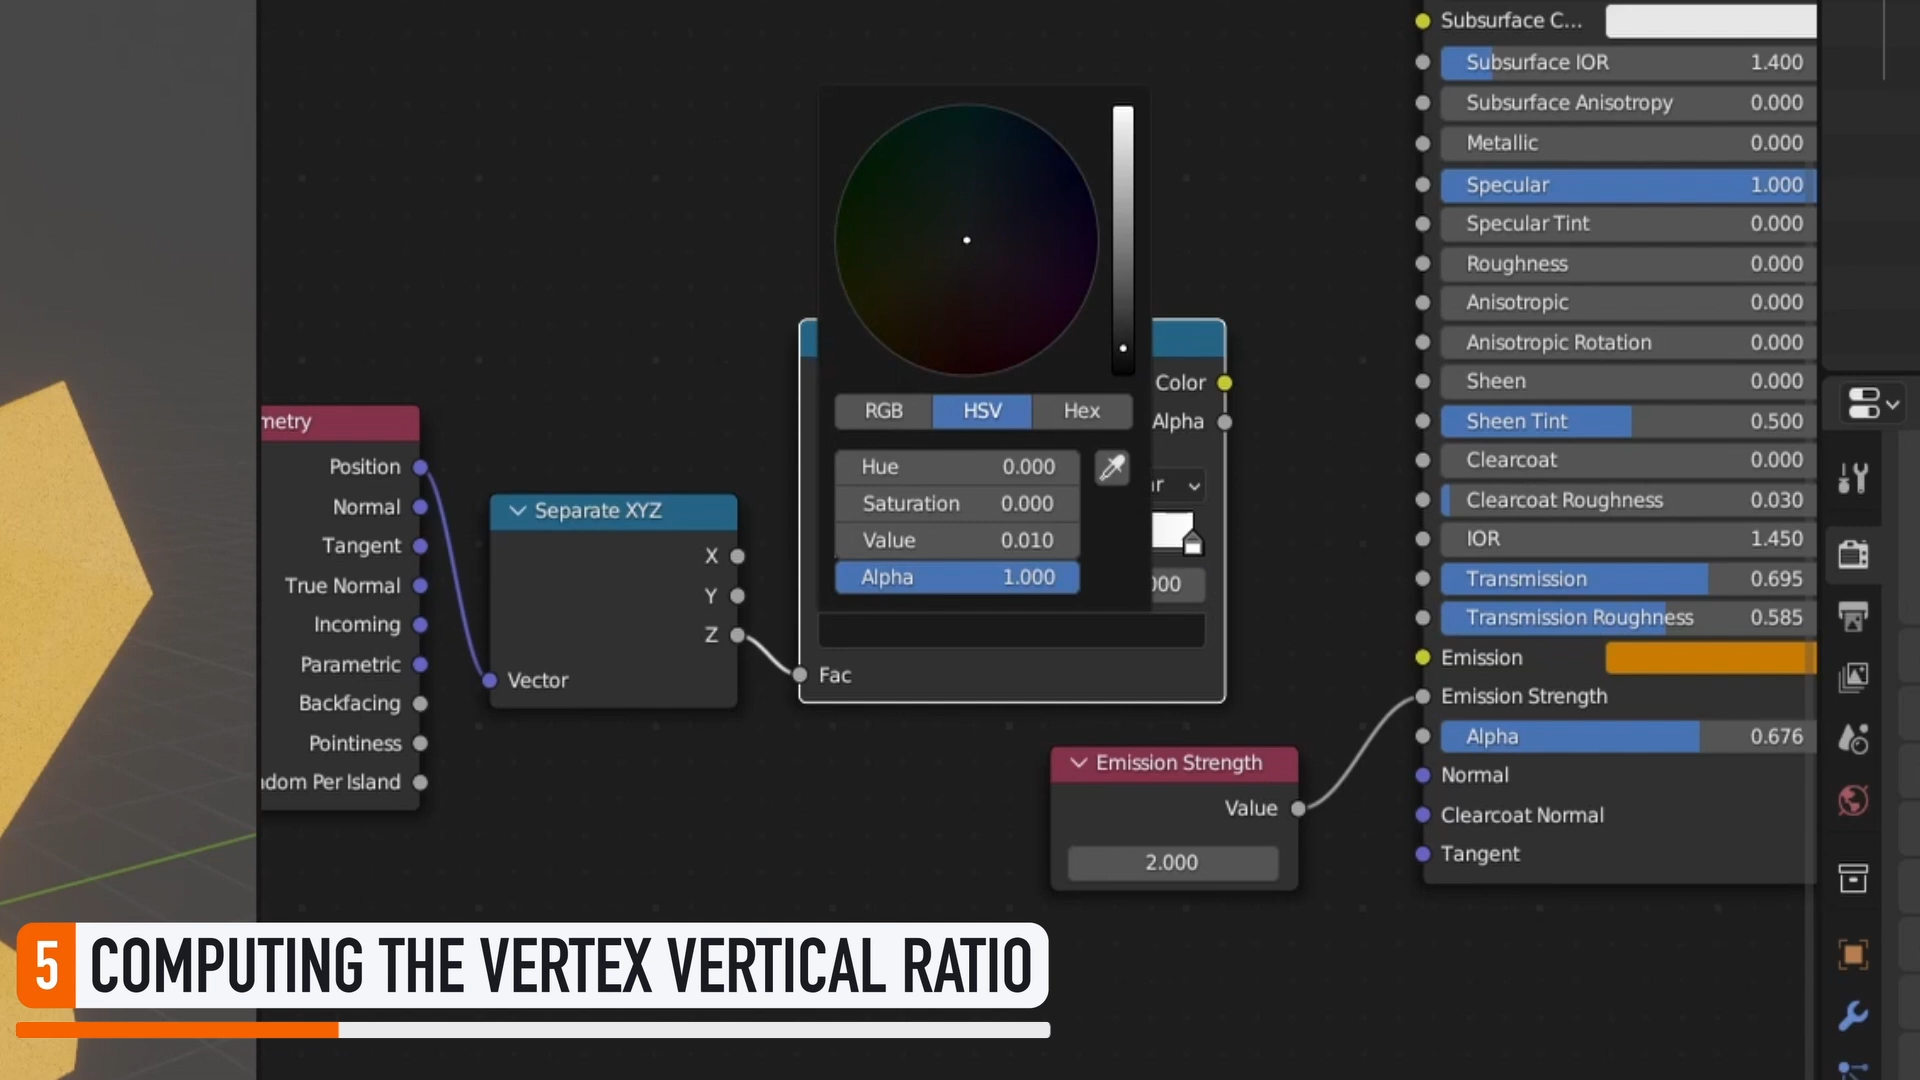 metry
Position
Normal
Tangent
True Normal
Incoming
Parametric
Backfacing
Pointiness
dom Per Island
Separate XYZ
X
Y
Z
Vector
RGB
HSV
Hex
Hue 0.000
Saturation 0.000
Value 0.010
Alpha 1.000
Color
Alpha
r
000
Fac
Emission Strength
Value
2.000
Subsurface C...
Subsurface IOR 1.400
Subsurface Anisotropy 0.000
Metallic 0.000
Specular 1.000
Specular Tint 0.000
Roughness 0.000
Anisotropic 0.000
Anisotropic Rotation 0.000
Sheen 0.000
Sheen Tint 0.500
Clearcoat 0.000
Clearcoat Roughness 0.030
IOR 1.450
Transmission 0.695
Transmission Roughness 0.585
Emission
Emission Strength
Alpha 0.676
Normal
Clearcoat Normal
Tangent
5 COMPUTING THE VERTEX VERTICAL RATIO